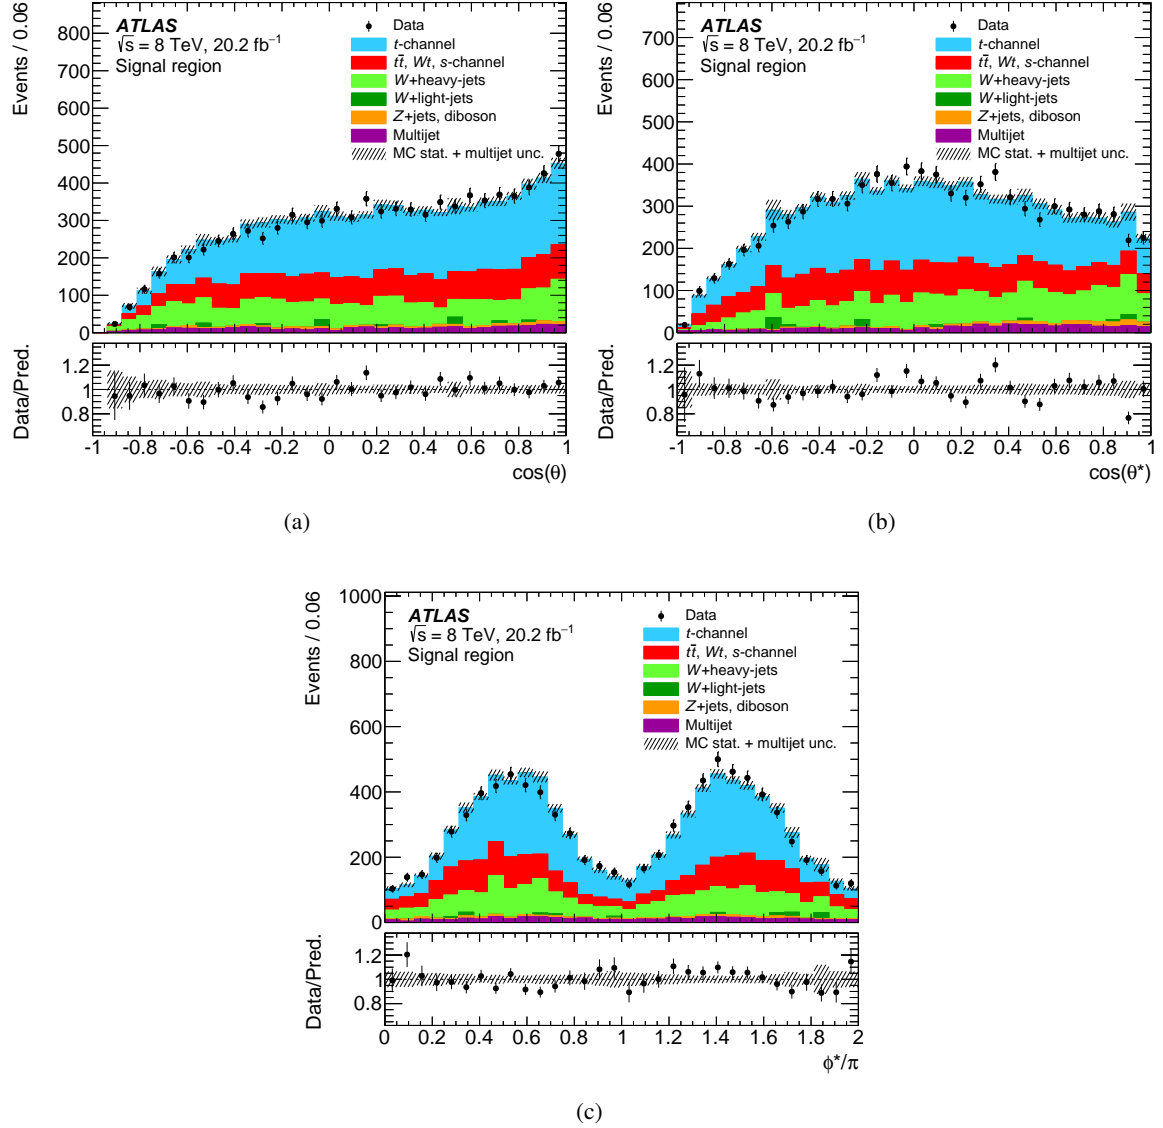 Events / 0.06
800
700
600
500
400
300
200
100
0
ATLAS
√s = 8 TeV, 20.2 fb⁻¹
Signal region
Data
t-channel
tt̄, Wt, s-channel
W+heavy-jets
W+light-jets
Z+jets, diboson
Multijet
MC stat. + multijet unc.
Data/Pred.
1.2
1
0.8
-1 -0.8 -0.6 -0.4 -0.2 0 0.2 0.4 0.6 0.8 1
cos(θ)
(a)
Events / 0.06
700
600
500
400
300
200
100
0
ATLAS
√s = 8 TeV, 20.2 fb⁻¹
Signal region
Data
t-channel
tt̄, Wt, s-channel
W+heavy-jets
W+light-jets
Z+jets, diboson
Multijet
MC stat. + multijet unc.
Data/Pred.
1.2
1
0.8
-1 -0.8 -0.6 -0.4 -0.2 0 0.2 0.4 0.6 0.8 1
cos(θ*)
(b)
Events / 0.06
1000
800
600
400
200
0
ATLAS
√s = 8 TeV, 20.2 fb⁻¹
Signal region
Data
t-channel
tt̄, Wt, s-channel
W+heavy-jets
W+light-jets
Z+jets, diboson
Multijet
MC stat. + multijet unc.
Data/Pred.
1.2
1
0.8
0 0.2 0.4 0.6 0.8 1 1.2 1.4 1.6 1.8 2
ϕ*/π
(c)